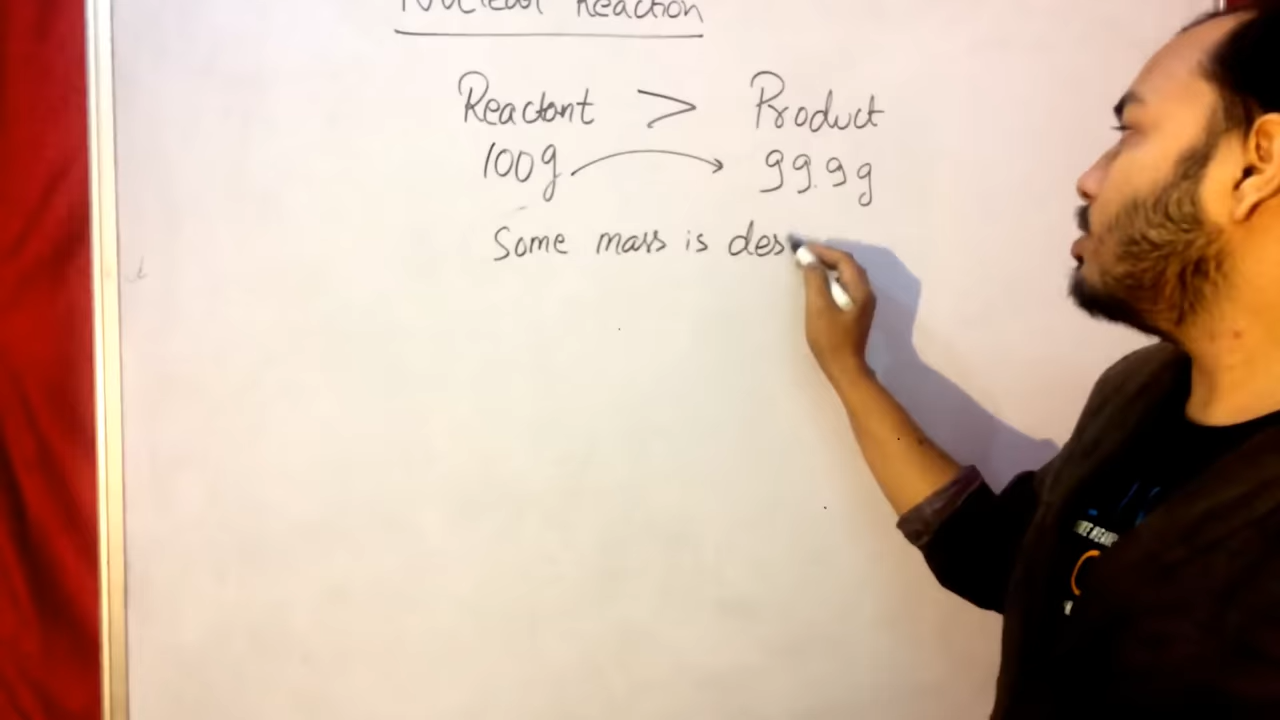 Nuclear Reaction
Reactant > Product
100g → 99.9g
Some mass is des